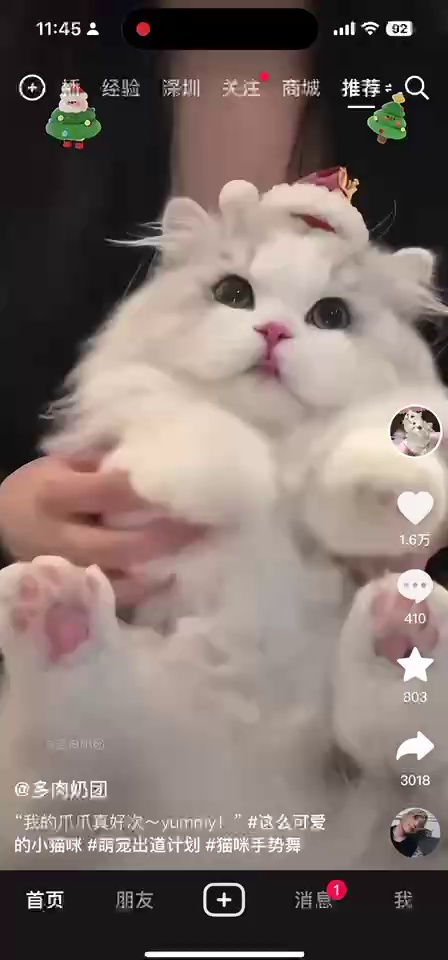 11:45
92
播 经验 深圳 关注 商城 推荐
1.6万
410
803
3018
@多肉奶团
“我的爪爪真好次～yummy！” #这么可爱
的小猫咪 #萌宠出道计划 #猫咪手势舞
首页 朋友 消息 1 我